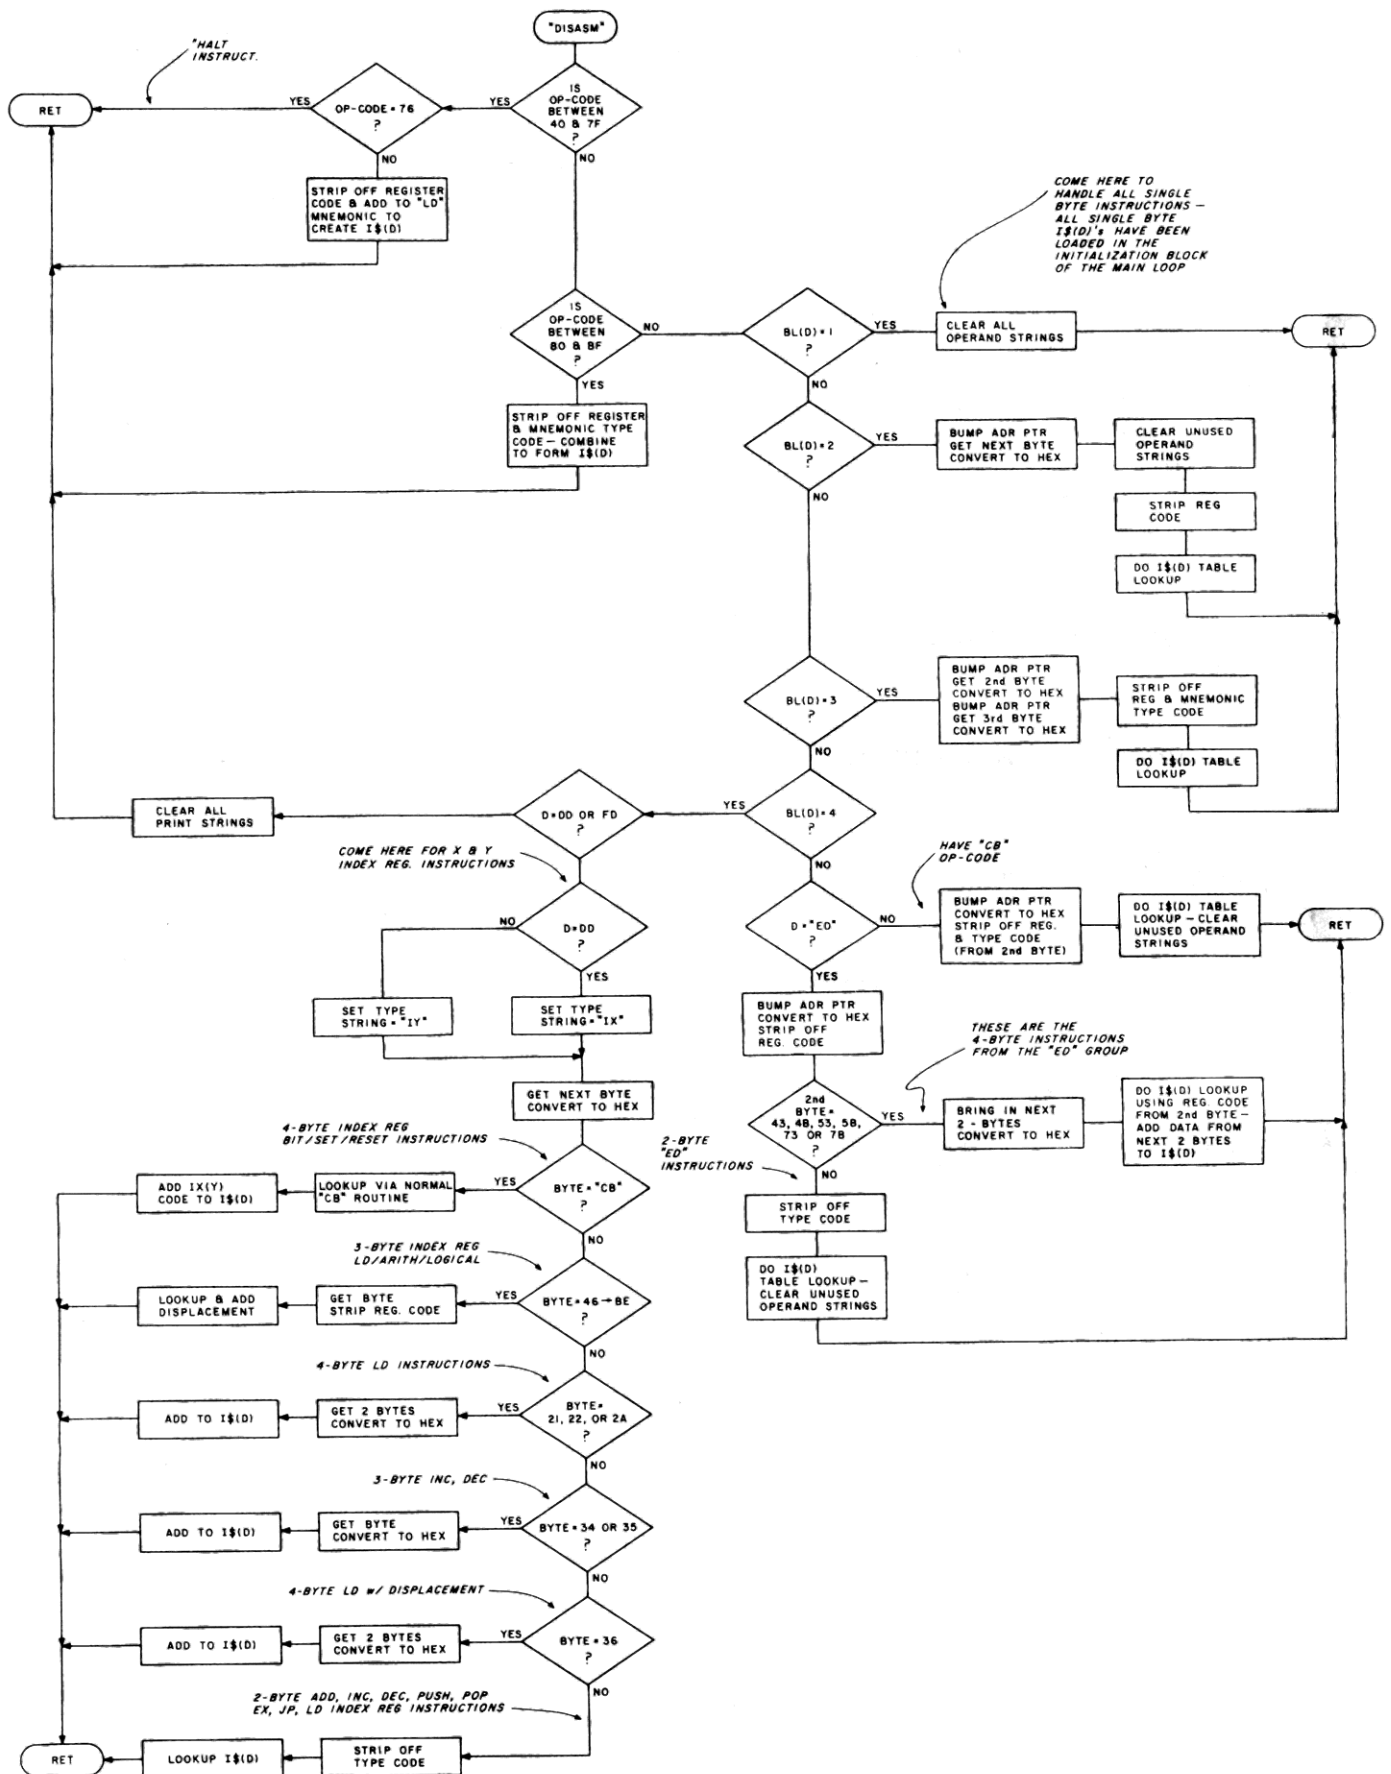 "DISASM"
"HALT
INSTRUCT.
IS
OP-CODE
BETWEEN
40 & 7F
?
YES
NO
OP-CODE = 76
?
YES
NO
RET
STRIP OFF REGISTER
CODE & ADD TO "LD"
MNEMONIC TO
CREATE I$(D)
COME HERE TO
HANDLE ALL SINGLE
BYTE INSTRUCTIONS —
ALL SINGLE BYTE
I$(D)'s HAVE BEEN
LOADED IN THE
INITIALIZATION BLOCK
OF THE MAIN LOOP
IS
OP-CODE
BETWEEN
80 & BF
?
NO
YES
STRIP OFF REGISTER
& MNEMONIC TYPE
CODE — COMBINE
TO FORM I$(D)
BL(D) = 1
?
YES
NO
CLEAR ALL
OPERAND STRINGS
RET
BL(D) = 2
?
YES
NO
BUMP ADR PTR
GET NEXT BYTE
CONVERT TO HEX
CLEAR UNUSED
OPERAND
STRINGS
STRIP REG
CODE
DO I$(D) TABLE
LOOKUP
BL(D) = 3
?
YES
NO
BUMP ADR PTR
GET 2nd BYTE
CONVERT TO HEX
BUMP ADR PTR
GET 3rd BYTE
CONVERT TO HEX
STRIP OFF
REG & MNEMONIC
TYPE CODE
DO I$(D) TABLE
LOOKUP
BL(D) = 4
?
YES
NO
D = DD OR FD
?
CLEAR ALL
PRINT STRINGS
COME HERE FOR X & Y
INDEX REG. INSTRUCTIONS
D = DD
?
NO
YES
SET TYPE
STRING = "IY"
SET TYPE
STRING = "IX"
GET NEXT BYTE
CONVERT TO HEX
HAVE "CB"
OP-CODE
D = "ED"
?
NO
YES
BUMP ADR PTR
CONVERT TO HEX
STRIP OFF REG.
& TYPE CODE
(FROM 2nd BYTE)
DO I$(D) TABLE
LOOKUP — CLEAR
UNUSED OPERAND
STRINGS
RET
BUMP ADR PTR
CONVERT TO HEX
STRIP OFF
REG. CODE
THESE ARE THE
4-BYTE INSTRUCTIONS
FROM THE "ED" GROUP
2nd
BYTE =
43, 4B, 53, 5B,
73 OR 7B
?
YES
NO
BRING IN NEXT
2 - BYTES
CONVERT TO HEX
DO I$(D) LOOKUP
USING REG. CODE
FROM 2nd BYTE —
ADD DATA FROM
NEXT 2 BYTES
TO I$(D)
2-BYTE
"ED"
INSTRUCTIONS
STRIP OFF
TYPE CODE
DO I$(D)
TABLE LOOKUP —
CLEAR UNUSED
OPERAND STRINGS
4-BYTE INDEX REG
BIT/SET/RESET INSTRUCTIONS
BYTE = "CB"
?
YES
NO
LOOKUP VIA NORMAL
"CB" ROUTINE
ADD IX(Y)
CODE TO I$(D)
3-BYTE INDEX REG
LD/ARITH/LOGICAL
BYTE = 46 → BE
?
YES
NO
GET BYTE
STRIP REG. CODE
LOOKUP & ADD
DISPLACEMENT
4-BYTE LD INSTRUCTIONS
BYTE =
21, 22, OR 2A
?
YES
NO
GET 2 BYTES
CONVERT TO HEX
ADD TO I$(D)
3-BYTE INC, DEC
BYTE = 34 OR 35
?
YES
NO
GET BYTE
CONVERT TO HEX
ADD TO I$(D)
4-BYTE LD w/ DISPLACEMENT
BYTE = 36
?
YES
NO
GET 2 BYTES
CONVERT TO HEX
ADD TO I$(D)
2-BYTE ADD, INC, DEC, PUSH, POP
EX, JP, LD INDEX REG INSTRUCTIONS
STRIP OFF
TYPE CODE
LOOKUP I$(D)
RET